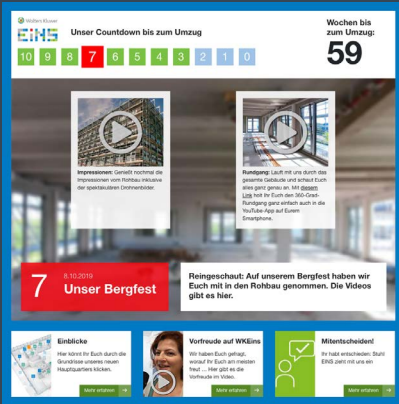 Wolters Kluwer
EINS
Unser Countdown bis zum Umzug
Wochen bis
zum Umzug:
59
10 9 8 7 6 5 4 3 2 1 0
Impressionen: Genießt nochmal die
Impressionen vom Rohbau inklusive
der spektakulären Drohnenbilder.
Rundgang: Lauft mit uns durch das
gesamte Gebäude und schaut Euch
alles ganz genau an. Mit diesem
Link holt Ihr Euch den 360-Grad-
Rundgang ganz einfach auch in die
YouTube-App auf Eurem
Smartphone.
7
8.10.2019
Unser Bergfest
Reingeschaut: Auf unserem Bergfest haben wir
Euch mit in den Rohbau genommen. Die Videos
gibt es hier.
Einblicke
Hier könnt Ihr Euch durch die
Grundrisse unseres neuen
Hauptquartiers klicken.
Mehr erfahren →
Vorfreude auf WKEins
Wir haben Euch gefragt,
worauf Ihr Euch am meisten
freut ... Hier gibt es die
Vorfreude im Video.
Mehr erfahren →
Mitentscheiden!
Ihr habt entschieden: Stuhl
EINS zieht mit uns ein
Mehr erfahren →